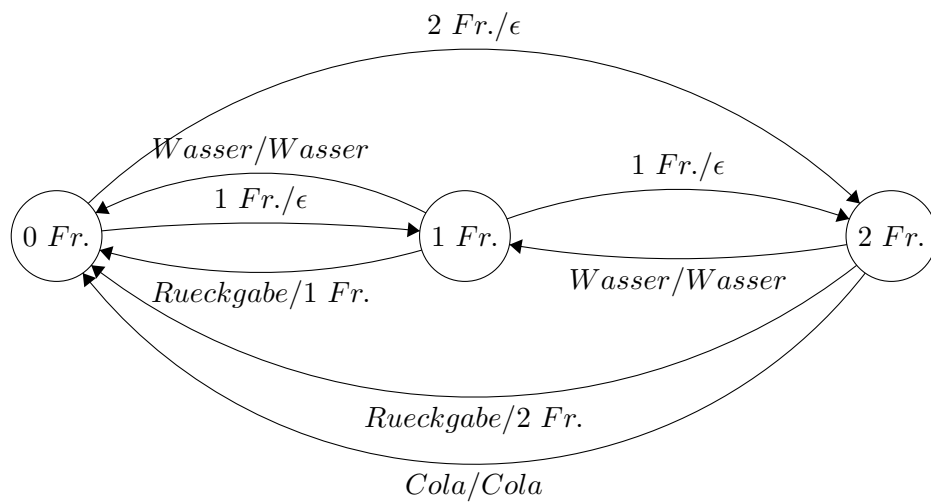 2 Fr./ϵ
Wasser/Wasser
1 Fr./ϵ
1 Fr./ϵ
0 Fr.
1 Fr.
2 Fr.
Wasser/Wasser
Rueckgabe/1 Fr.
Rueckgabe/2 Fr.
Cola/Cola